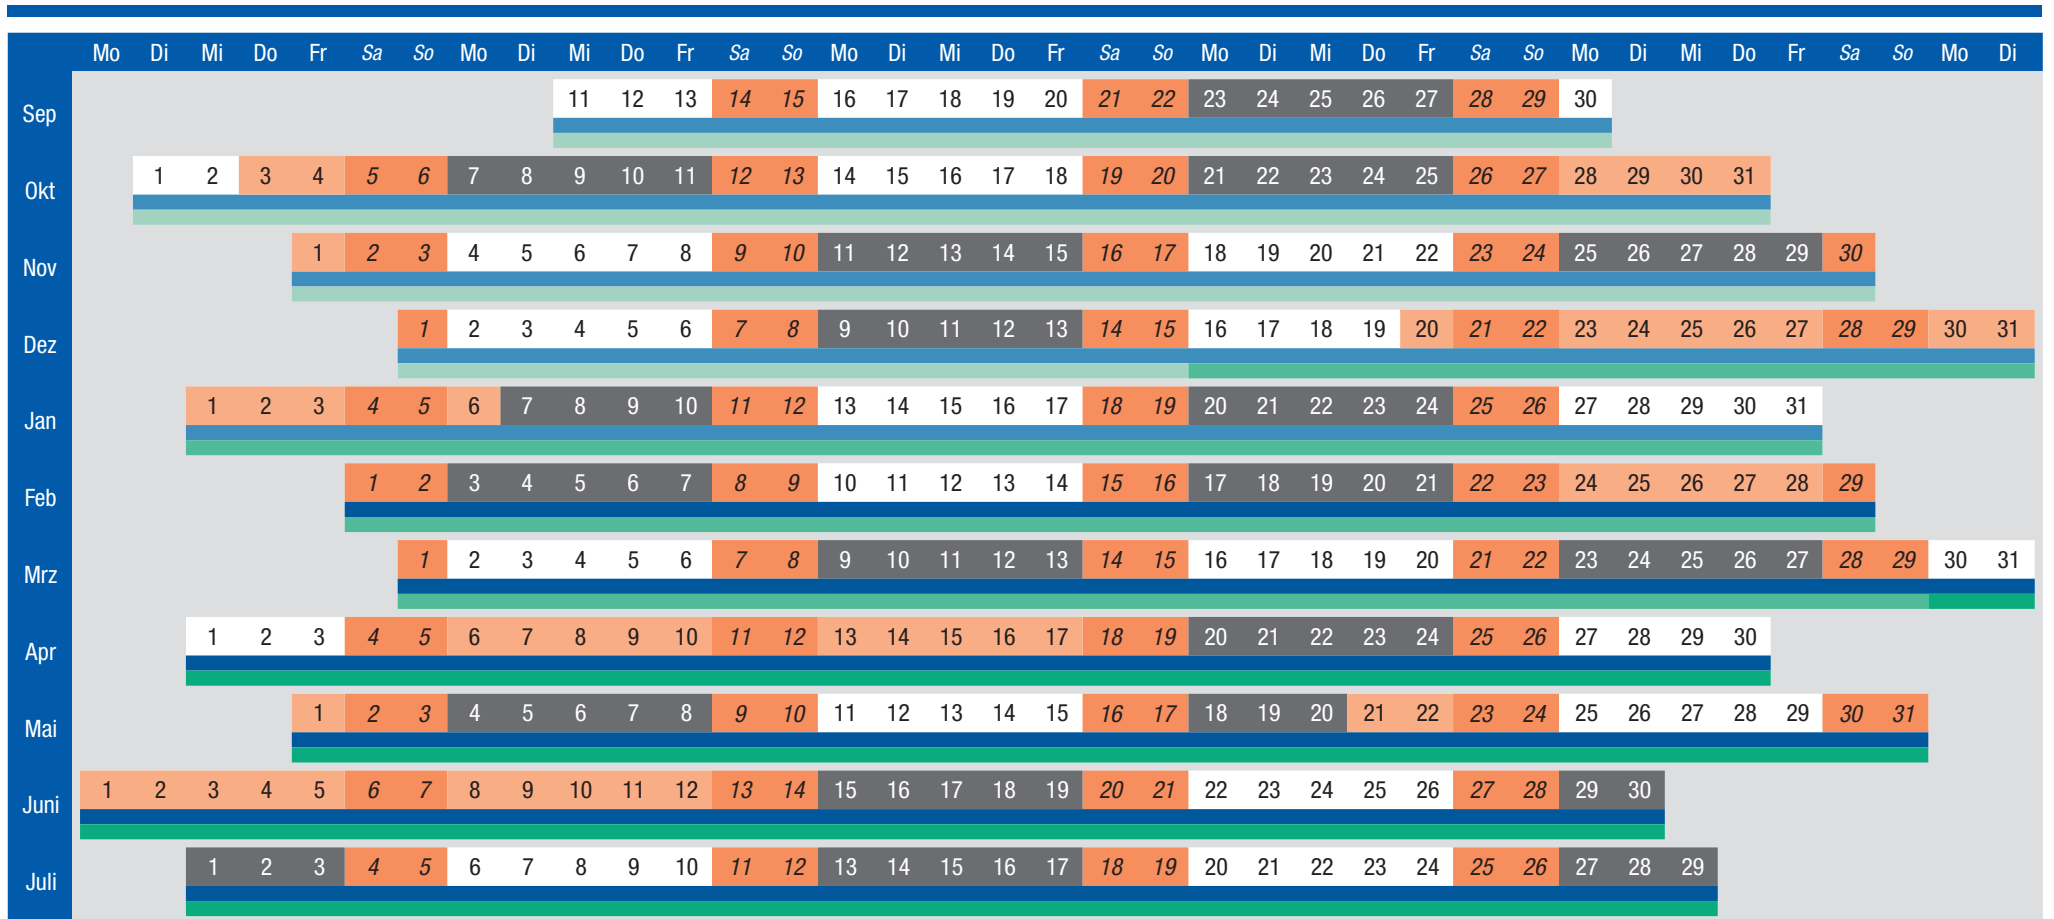 Mo Di Mi Do Fr Sa So Mo Di Mi Do Fr Sa So Mo Di Mi Do Fr Sa So Mo Di Mi Do Fr Sa So Mo Di Mi Do Fr Sa So Mo Di
Sep 11 12 13 14 15 16 17 18 19 20 21 22 23 24 25 26 27 28 29 30
Okt 1 2 3 4 5 6 7 8 9 10 11 12 13 14 15 16 17 18 19 20 21 22 23 24 25 26 27 28 29 30 31
Nov 1 2 3 4 5 6 7 8 9 10 11 12 13 14 15 16 17 18 19 20 21 22 23 24 25 26 27 28 29 30
Dez 1 2 3 4 5 6 7 8 9 10 11 12 13 14 15 16 17 18 19 20 21 22 23 24 25 26 27 28 29 30 31
Jan 1 2 3 4 5 6 7 8 9 10 11 12 13 14 15 16 17 18 19 20 21 22 23 24 25 26 27 28 29 30 31
Feb 1 2 3 4 5 6 7 8 9 10 11 12 13 14 15 16 17 18 19 20 21 22 23 24 25 26 27 28 29
Mrz 1 2 3 4 5 6 7 8 9 10 11 12 13 14 15 16 17 18 19 20 21 22 23 24 25 26 27 28 29 30 31
Apr 1 2 3 4 5 6 7 8 9 10 11 12 13 14 15 16 17 18 19 20 21 22 23 24 25 26 27 28 29 30
Mai 1 2 3 4 5 6 7 8 9 10 11 12 13 14 15 16 17 18 19 20 21 22 23 24 25 26 27 28 29 30 31
Juni 1 2 3 4 5 6 7 8 9 10 11 12 13 14 15 16 17 18 19 20 21 22 23 24 25 26 27 28 29 30
Juli 1 2 3 4 5 6 7 8 9 10 11 12 13 14 15 16 17 18 19 20 21 22 23 24 25 26 27 28 29